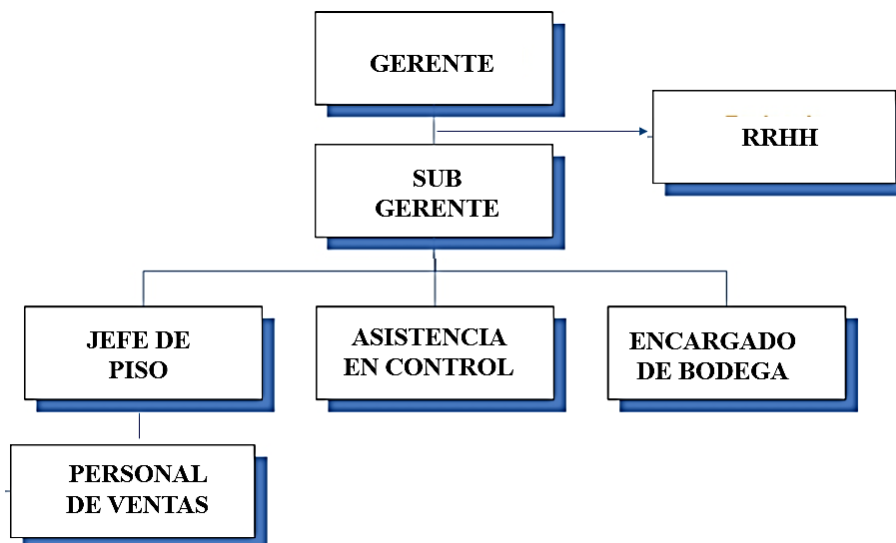 GERENTE
RRHH
SUB
GERENTE
JEFE DE
PISO
ASISTENCIA
EN CONTROL
ENCARGADO
DE BODEGA
PERSONAL
DE VENTAS